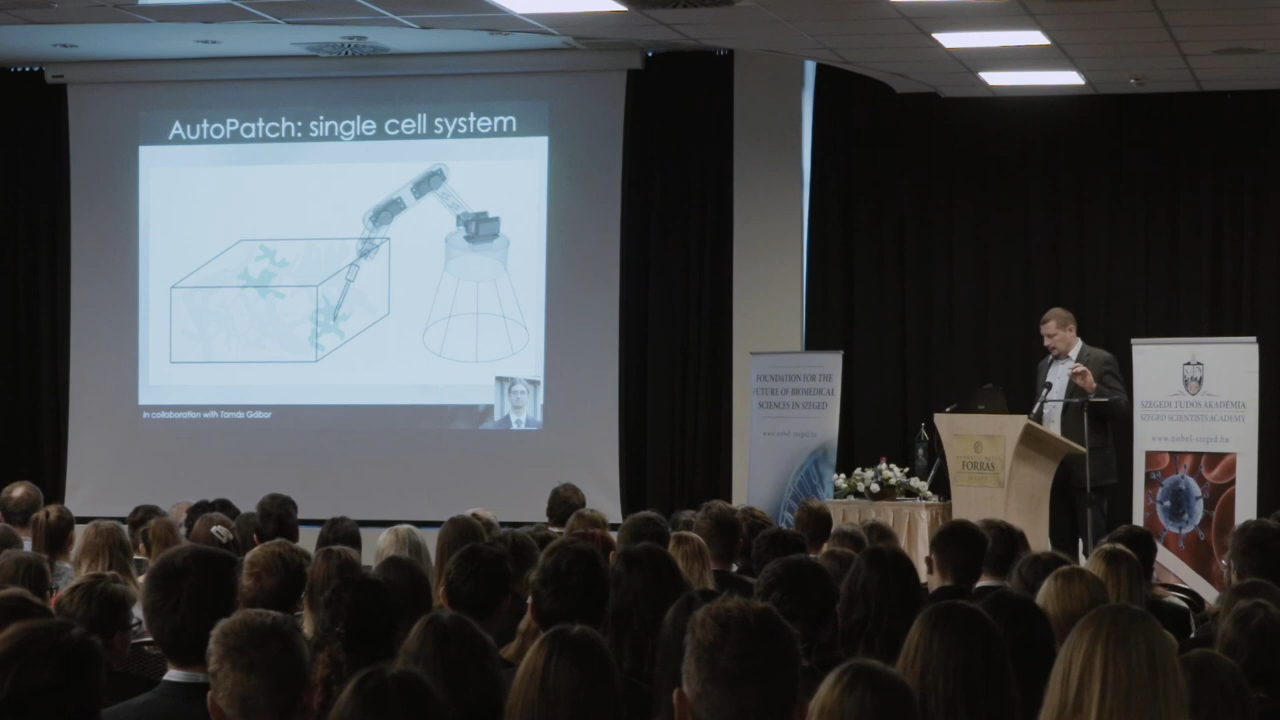 AutoPatch: single cell system
In collaboration with Tamás Gábor
FOUNDATION FOR THE
FUTURE OF BIOMEDICAL
SCIENCES IN SZEGED
www.nobel-szeged.hu
FORRÁS
SZEGEDI TUDÓS AKADÉMIA
SZEGED SCIENTISTS ACADEMY
www.nobel-szeged.hu